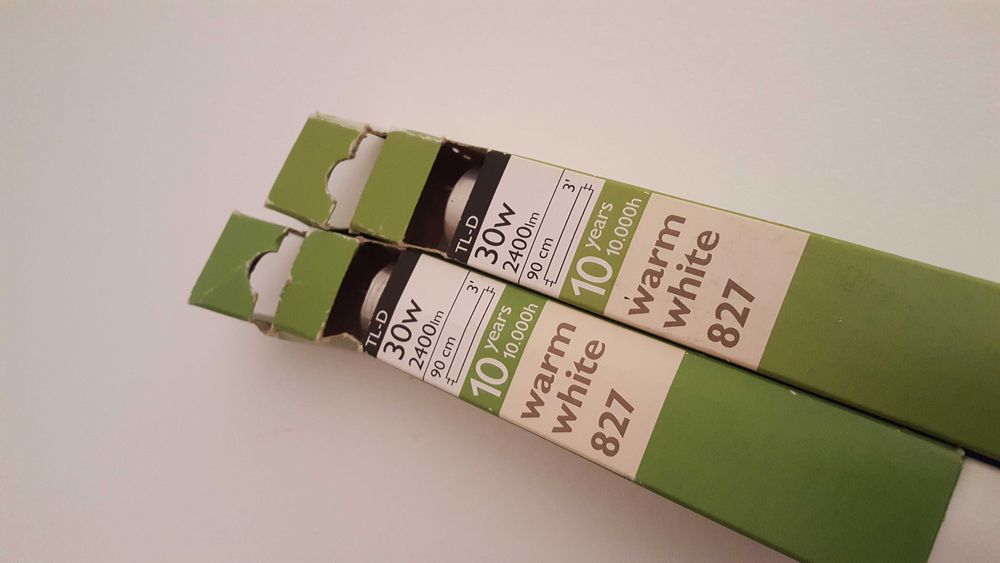 TL-D
30W
2400lm
90 cm
3'
10 years
10.000h
warm
white
827
TL-D
30W
2400lm
90 cm
3'
10 years
10.000h
warm
white
827